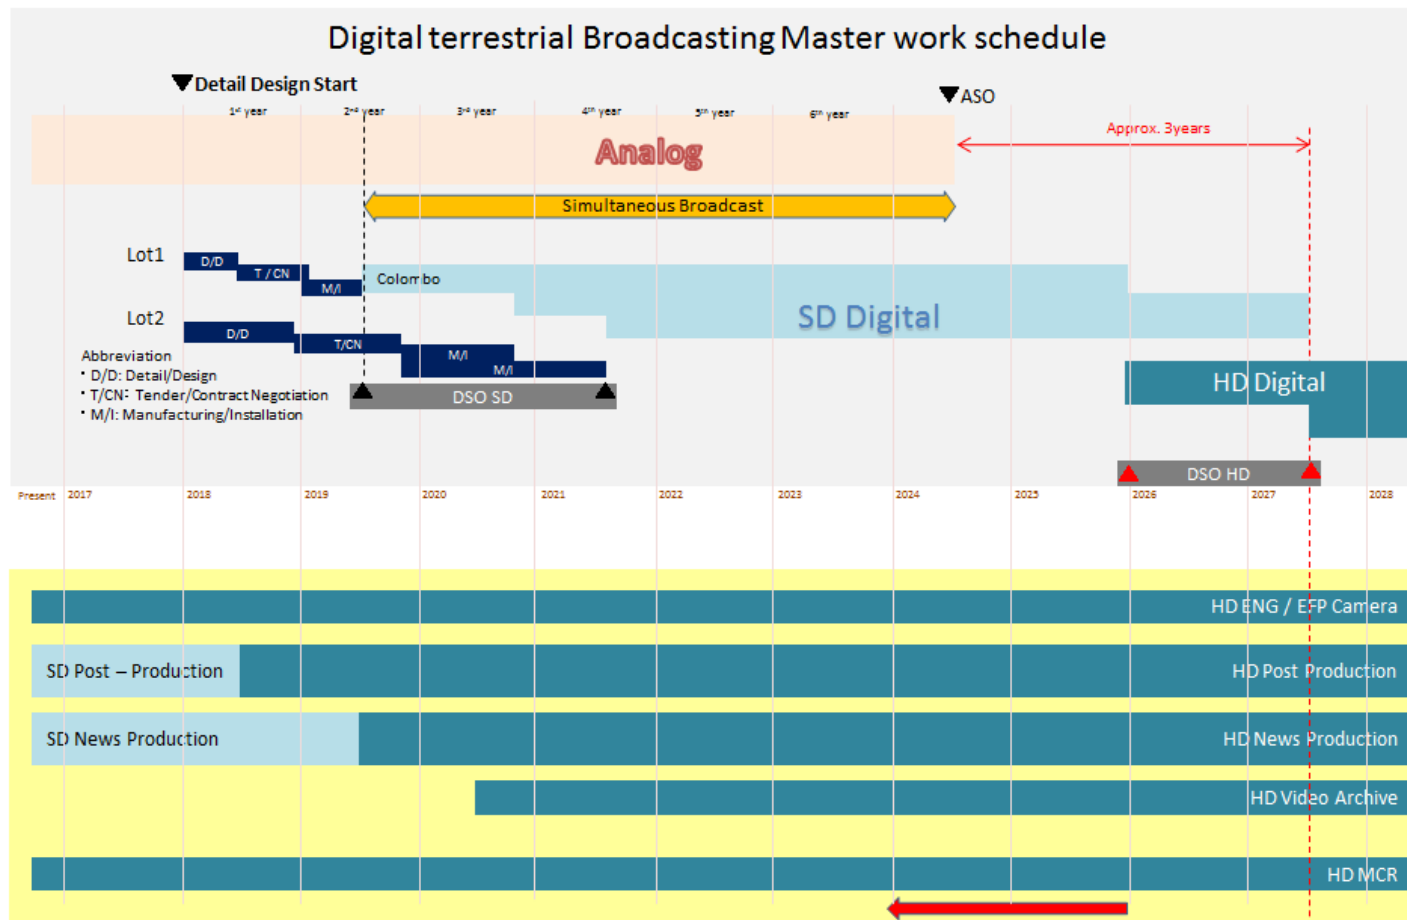 Digital terrestrial Broadcasting Master work schedule
▼Detail Design Start
▼ASO
1st year 2nd year 3rd year 4th year 5th year 6th year
Approx. 3years
Analog
Simultaneous Broadcast
Lot1
D/D
T / CN
M/I
Colombo
SD Digital
Lot2
D/D
T/CN
M/I
M/I
Abbreviation
・D/D: Detail/Design
・T/CN: Tender/Contract Negotiation
・M/I: Manufacturing/Installation
DSO SD
HD Digital
DSO HD
Present 2017 2018 2019 2020 2021 2022 2023 2024 2025 2026 2027 2028
HD ENG / EFP Camera
SD Post – Production
HD Post Production
SD News Production
HD News Production
HD Video Archive
HD MCR